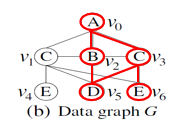 A v₀
v₁ C B v₂ C v₃
v₄ E D v₅ E v₆
(b) Data graph G